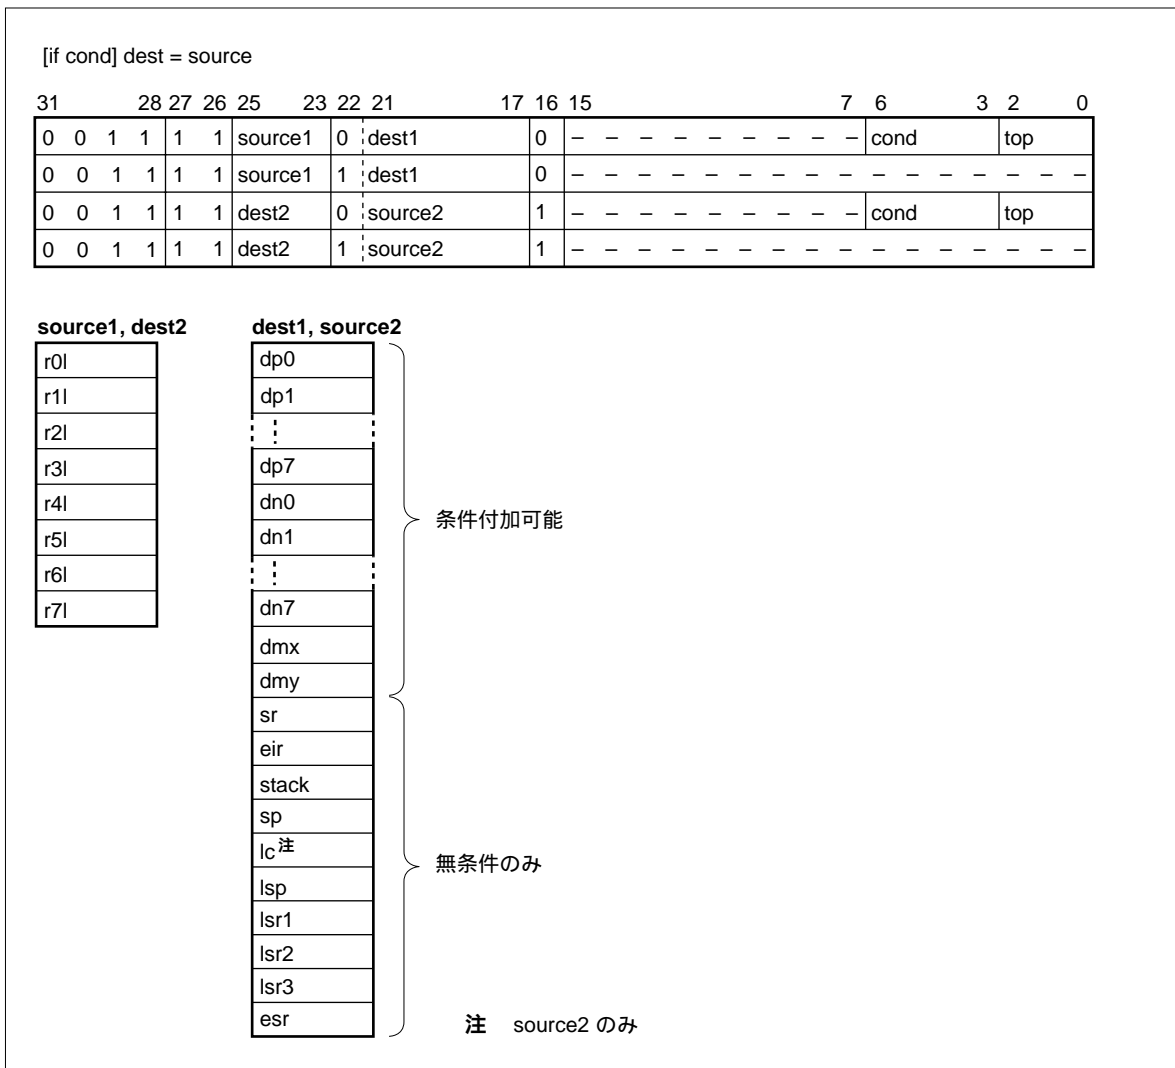 [if cond] dest = source
31 28 27 26 25 23 22 21 17 16 15 7 6 3 2 0
0 0 1 1 1 1 source1 0 dest1 0 – – – – – – – – – cond top
0 0 1 1 1 1 source1 1 dest1 0 – – – – – – – – – – – – – – – –
0 0 1 1 1 1 dest2 0 source2 1 – – – – – – – – – cond top
0 0 1 1 1 1 dest2 1 source2 1 – – – – – – – – – – – – – – – –
source1, dest2
r0l
r1l
r2l
r3l
r4l
r5l
r6l
r7l
dest1, source2
dp0
dp1
⋮
dp7
dn0
dn1
⋮
dn7
dmx
dmy
sr
eir
stack
sp
lc注
lsp
lsr1
lsr2
lsr3
esr
条件付加可能
無条件のみ
注 source2 のみ